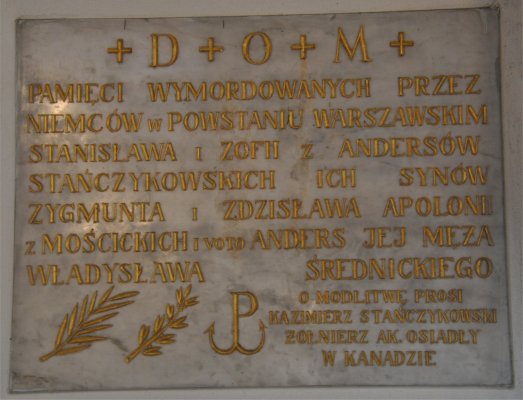 + D + O + M +
PAMIĘCI WYMORDOWANYCH PRZEZ
NIEMCÓW w POWSTANIU WARSZAWSKIM
STANISŁAWA i ZOFII z ANDERSÓW
STAŃCZYKOWSKICH ICH SYNÓW
ZYGMUNTA i ZDZISŁAWA APOLONII
z MOŚCICKICH i VOTO ANDERS JEJ MĘŻA
WŁADYSŁAWA ŚREDNICKIEGO
O MODLITWĘ PROSI
KAZIMIERZ STAŃCZYKOWSKI
ŻOŁNIERZ AK. OSIADŁY
W KANADZIE